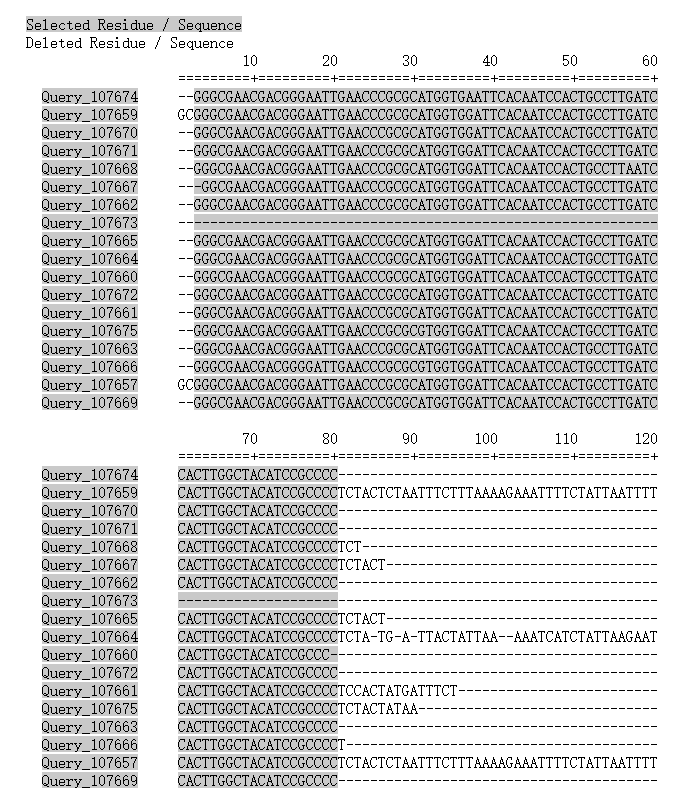 Selected Residue / Sequence
Deleted Residue / Sequence
10 20 30 40 50 60
=========+=========+=========+=========+=========+=========+
Query_107674 --GGGCGAACGACGGGAATTGAACCCGCGCATGGTGAATTCACAATCCACTGCCTTGATC
Query_107659 GCGGGCGAACGACGGGAATTGAACCCGCGCATGGTGGATTCACAATCCACTGCCTTGATC
Query_107670 --GGGCGAACGACGGGAATTGAACCCGCGCATGGTGGATTCACAATCCACTGCCTTGATC
Query_107671 --GGGCGAACGACGGGAATTGAACCCGCGCATGGTGGATTCACAATCCACTGCCTTGATC
Query_107668 --GGGCGAACGACGGGAATTGAACCCGCGCATGGTGGATTCACAATCCACTGCCTTAATC
Query_107667 ---GGCGAACGACGGGAATTGAACCCGCGCATGGTGGATTCACAATCCACTGCCTTGATC
Query_107662 --GGGCGAACGACGGGAATTGAACCCGCGCATGGTGGATTCACAATCCACTGCCTTGATC
Query_107673 ------------------------------------------------------------
Query_107665 --GGGCGAACGACGGGAATTGAACCCGCGCATGGTGGATTCACAATCCACTGCCTTGATC
Query_107664 --GGGCGAACGACGGGAATTGAACCCGCGCATGGTGGATTCACAATCCACTGCCTTGATC
Query_107660 --GGGCGAACGACGGGAATTGAACCCGCGCATGGTGGATTCACAATCCACTGCCTTGATC
Query_107672 --GGGCGAACGACGGGAATTGAACCCGCGCATGGTGGATTCACAATCCACTGCCTTGATC
Query_107661 --GGGCGAACGACGGGAATTGAACCCGCGCATGGTGGATTCACAATCCACTGCCTTGATC
Query_107675 --GGGCGAACGACGGGAATTGAACCCGCGCGTGGTGGATTCACAATCCACTGCCTTGATC
Query_107663 --GGGCGAACGACGGGAATTGAACCCGCGCATGGTGGATTCACAATCCACTGCCTTGATC
Query_107666 --GGGCGAACGACGGGGATTGAACCCGCGCGTGGTGGATTCACAATCCACTGCCTTGATC
Query_107657 GCGGGCGAACGACGGGAATTGAACCCGCGCATGGTGGATTCACAATCCACTGCCTTGATC
Query_107669 --GGGCGAACGACGGGAATTGAACCCGCGCATGGTGGATTCACAATCCACTGCCTTGATC
70 80 90 100 110 120
=========+=========+=========+=========+=========+=========+
Query_107674 CACTTGGCTACATCCGCCCC----------------------------------------
Query_107659 CACTTGGCTACATCCGCCCCTCTACTCTAATTTCTTTAAAAGAAATTTTCTATTAATTTT
Query_107670 CACTTGGCTACATCCGCCCC----------------------------------------
Query_107671 CACTTGGCTACATCCGCCCC----------------------------------------
Query_107668 CACTTGGCTACATCCGCCCCTCT-------------------------------------
Query_107667 CACTTGGCTACATCCGCCCCTCTACT----------------------------------
Query_107662 CACTTGGCTACATCCGCCCC----------------------------------------
Query_107673 ------------------------------------------------------------
Query_107665 CACTTGGCTACATCCGCCCCTCTACT----------------------------------
Query_107664 CACTTGGCTACATCCGCCCCTCTA-TG-A-TTACTATTAA--AAATCATCTATTAAGAAT
Query_107660 CACTTGGCTACATCCGCCC-----------------------------------------
Query_107672 CACTTGGCTACATCCGCCCC----------------------------------------
Query_107661 CACTTGGCTACATCCGCCCCTCCACTATGATTTCT-------------------------
Query_107675 CACTTGGCTACATCCGCCCCTCTACTATAA------------------------------
Query_107663 CACTTGGCTACATCCGCCCC----------------------------------------
Query_107666 CACTTGGCTACATCCGCCCCT---------------------------------------
Query_107657 CACTTGGCTACATCCGCCCCTCTACTCTAATTTCTTTAAAAGAAATTTTCTATTAATTTT
Query_107669 CACTTGGCTACATCCGCCCC----------------------------------------